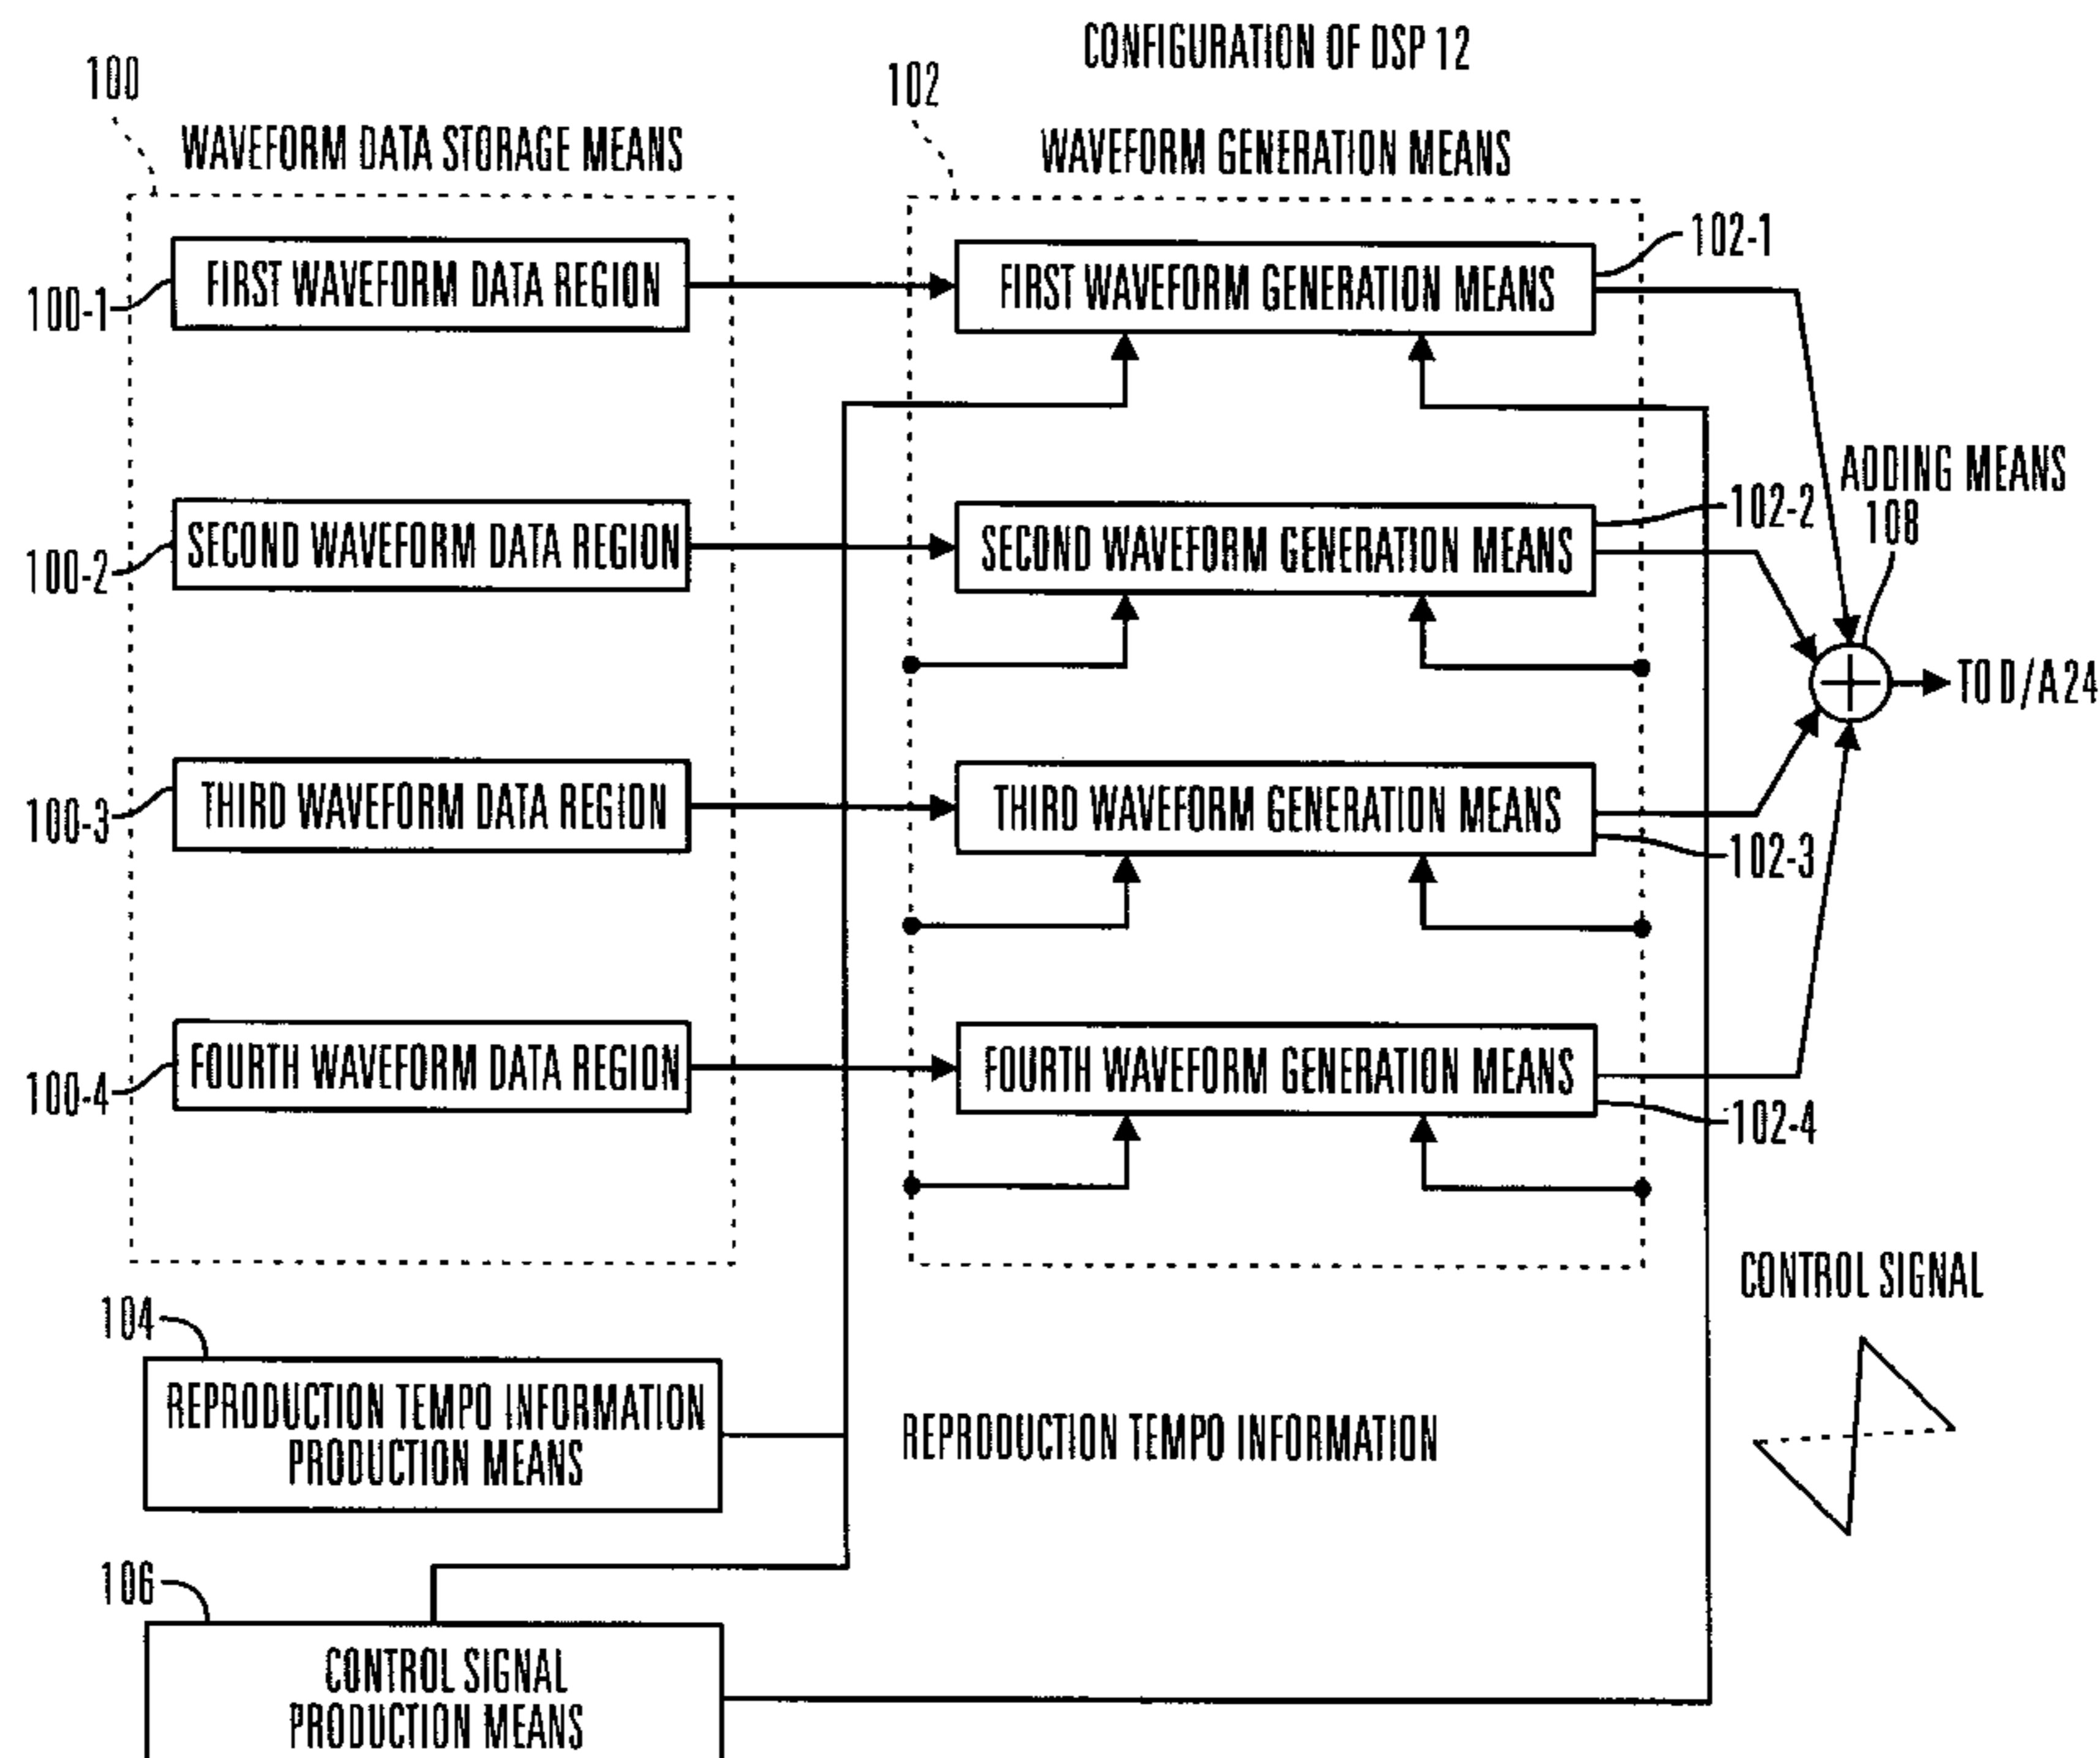 CONFIGURATION OF DSP 12
100
102
WAVEFORM DATA STORAGE MEANS
WAVEFORM GENERATION MEANS
102-1
FIRST WAVEFORM DATA REGION
FIRST WAVEFORM GENERATION MEANS
100-1
ADDING MEANS
108
102-2
SECOND WAVEFORM DATA REGION
SECOND WAVEFORM GENERATION MEANS
100-2
TO D/A 24
THIRD WAVEFORM DATA REGION
THIRD WAVEFORM GENERATION MEANS
100-3
102-3
FOURTH WAVEFORM DATA REGION
FOURTH WAVEFORM GENERATION MEANS
100-4
102-4
CONTROL SIGNAL
104
REPRODUCTION TEMPO INFORMATION
PRODUCTION MEANS
REPRODUCTION TEMPO INFORMATION
106
CONTROL SIGNAL
PRODUCTION MEANS